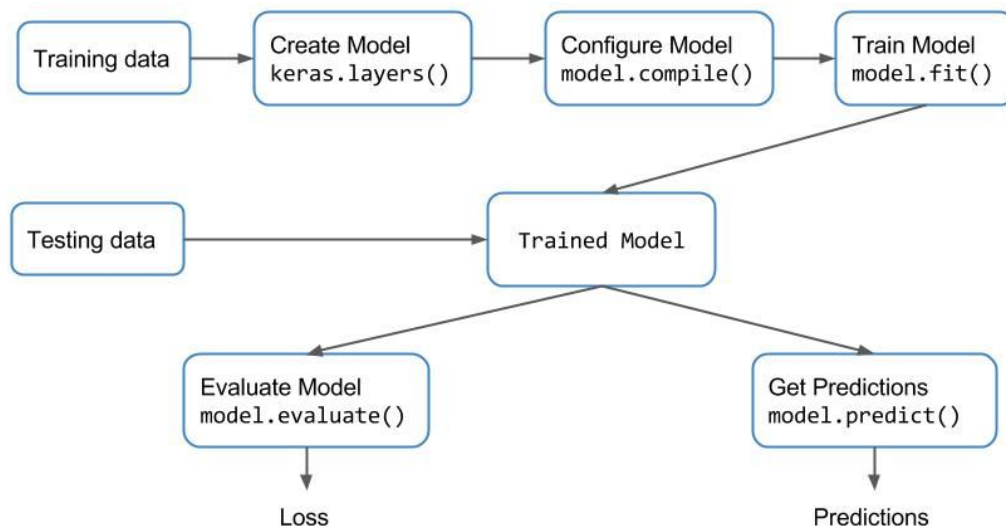 Training data
Create Model
keras.layers()
Configure Model
model.compile()
Train Model
model.fit()
Testing data
Trained Model
Evaluate Model
model.evaluate()
Get Predictions
model.predict()
Loss
Predictions